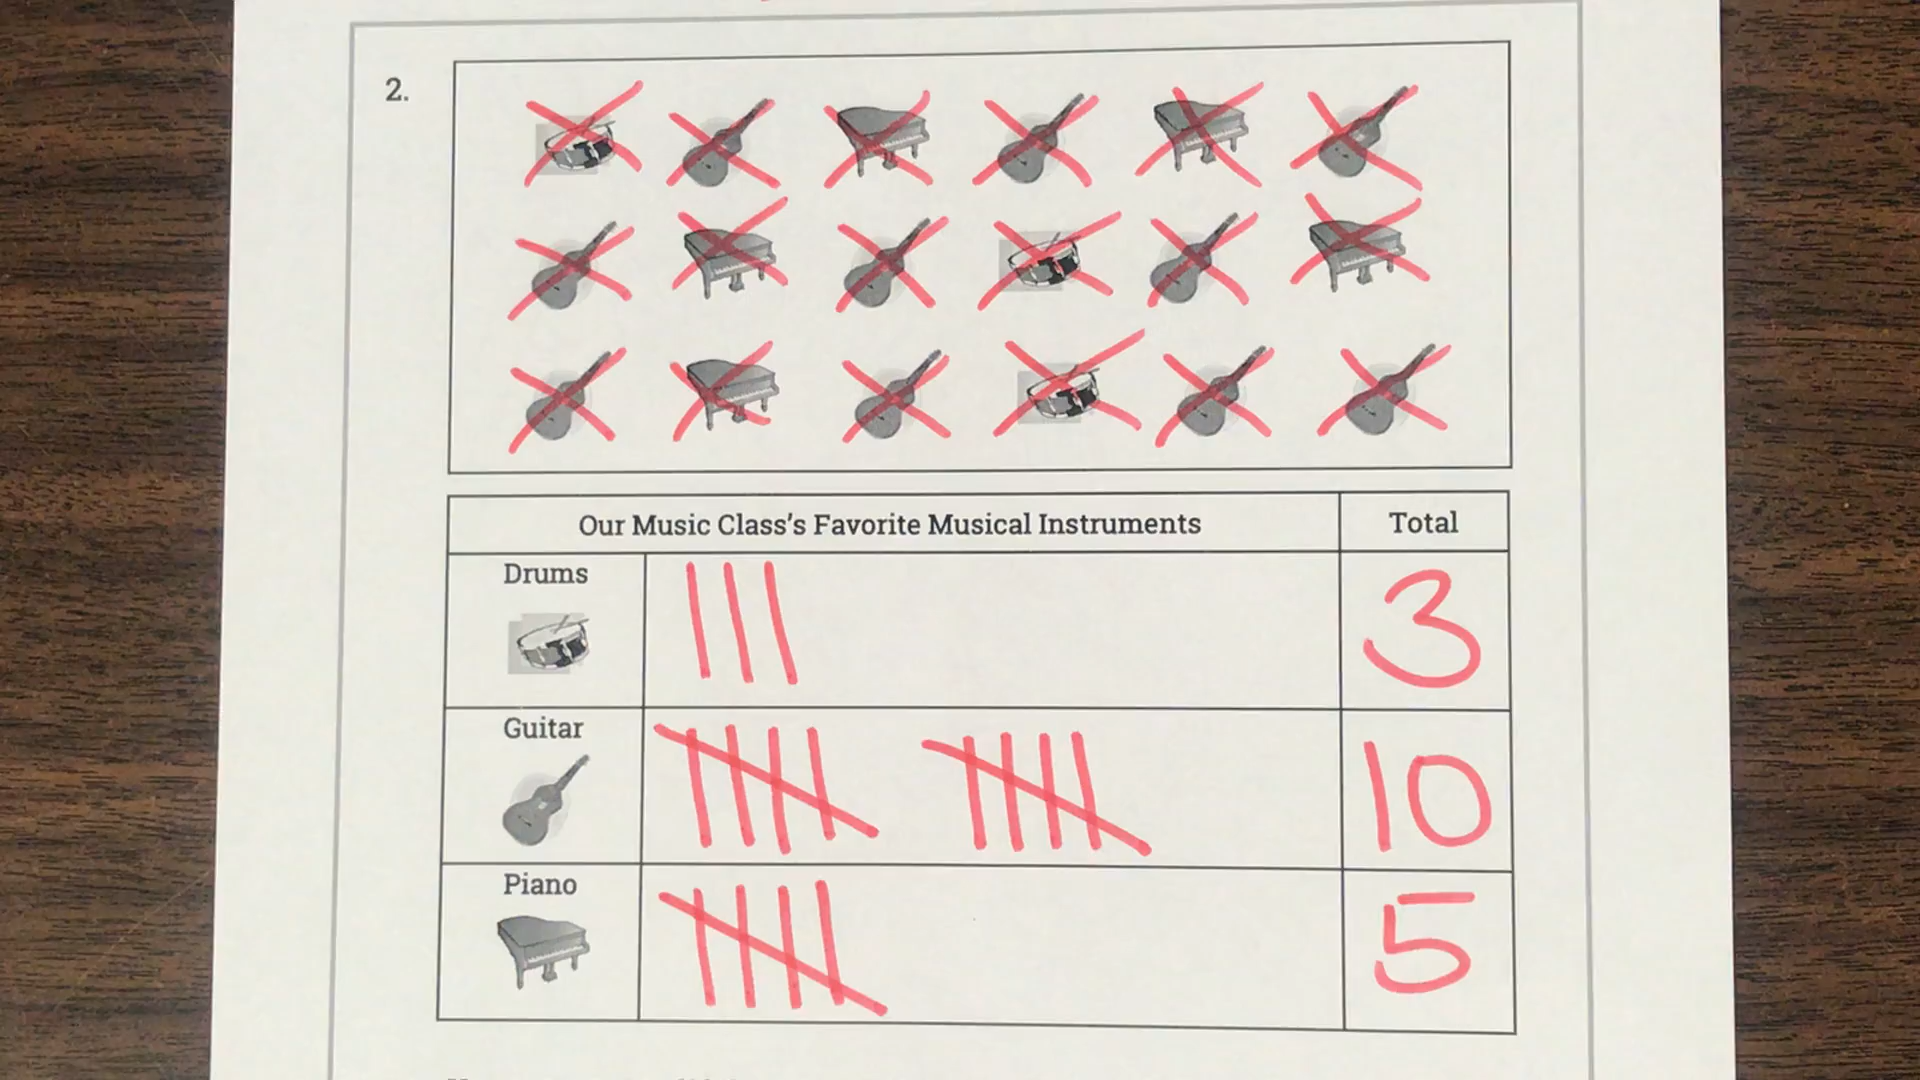 2.
Our Music Class's Favorite Musical Instruments Total
Drums 3
Guitar 10
Piano 5